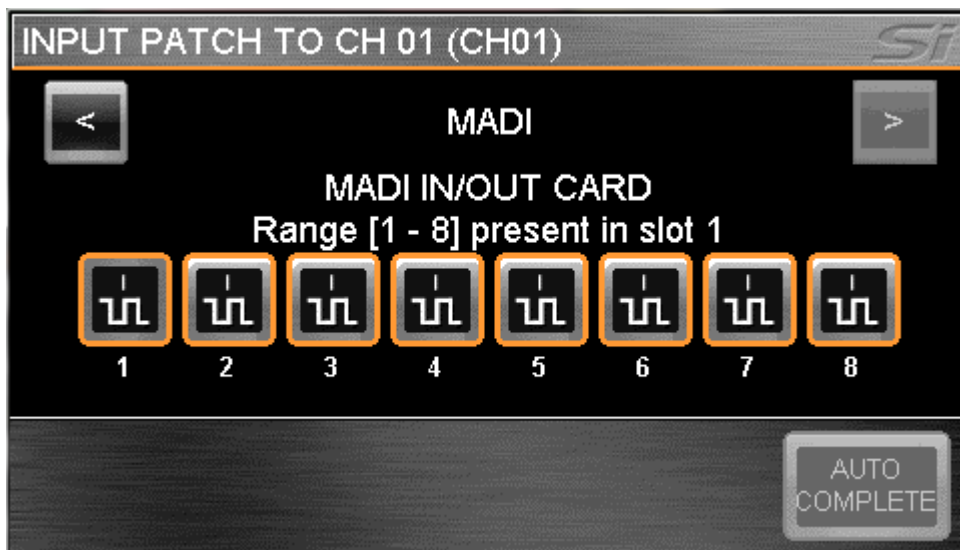 INPUT PATCH TO CH 01 (CH01)
Si
<
MADI
>
MADI IN/OUT CARD
Range [1 - 8] present in slot 1
1 2 3 4 5 6 7 8
AUTO
COMPLETE